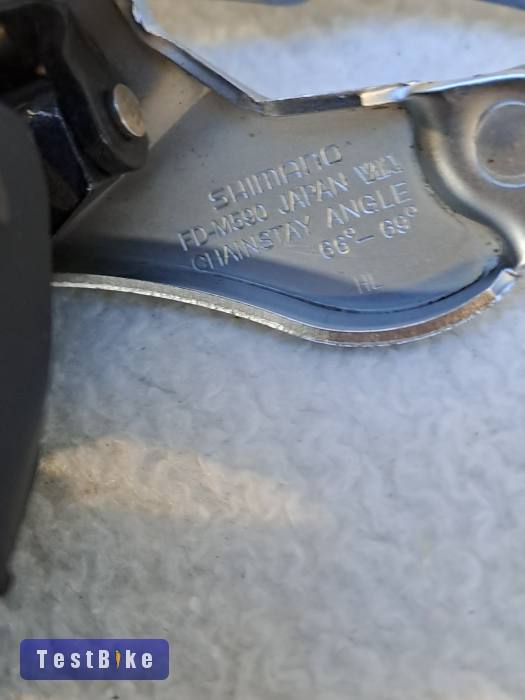 SHIMANO
FD-M590 JAPAN
CHAINSTAY ANGLE
66°-69°
HL
TestBike